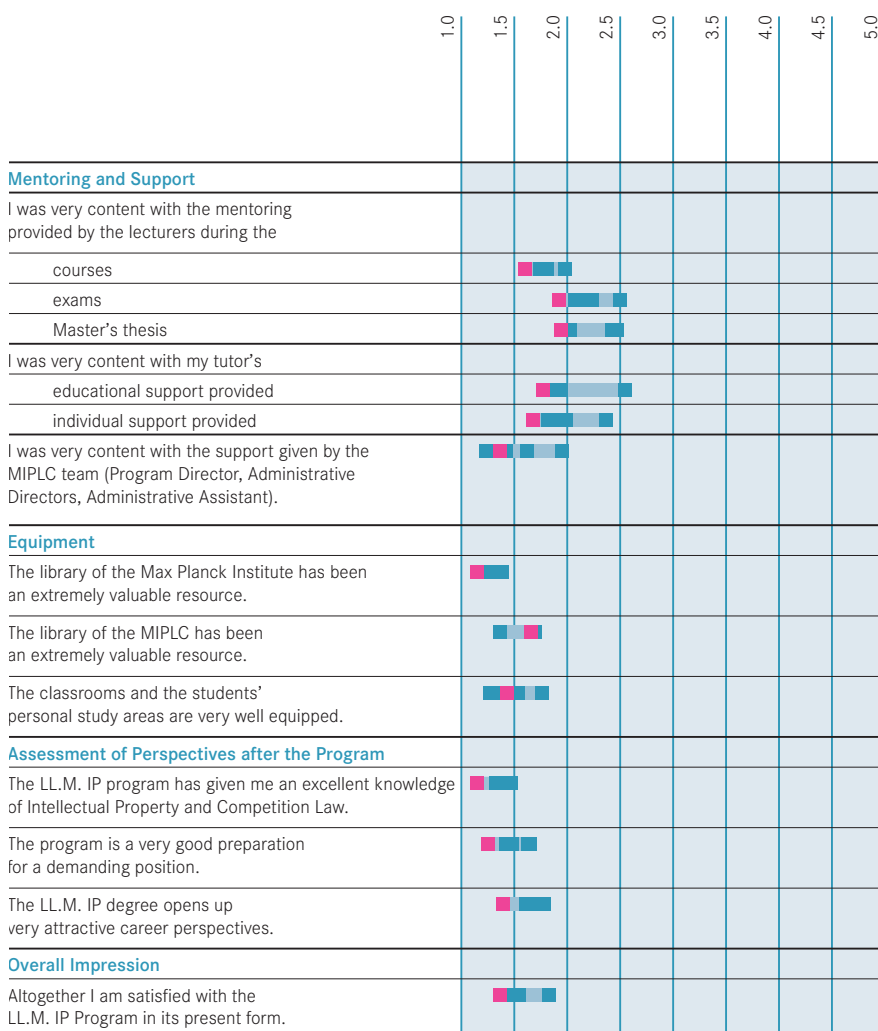 1.0
1.5
2.0
2.5
3.0
3.5
4.0
4.5
5.0
Mentoring and Support
I was very content with the mentoring
provided by the lecturers during the
courses
exams
Master’s thesis
I was very content with my tutor’s
educational support provided
individual support provided
I was very content with the support given by the
MIPLC team (Program Director, Administrative
Directors, Administrative Assistant).
Equipment
The library of the Max Planck Institute has been
an extremely valuable resource.
The library of the MIPLC has been
an extremely valuable resource.
The classrooms and the students’
personal study areas are very well equipped.
Assessment of Perspectives after the Program
The LL.M. IP program has given me an excellent knowledge
of Intellectual Property and Competition Law.
The program is a very good preparation
for a demanding position.
The LL.M. IP degree opens up
very attractive career perspectives.
Overall Impression
Altogether I am satisfied with the
LL.M. IP Program in its present form.